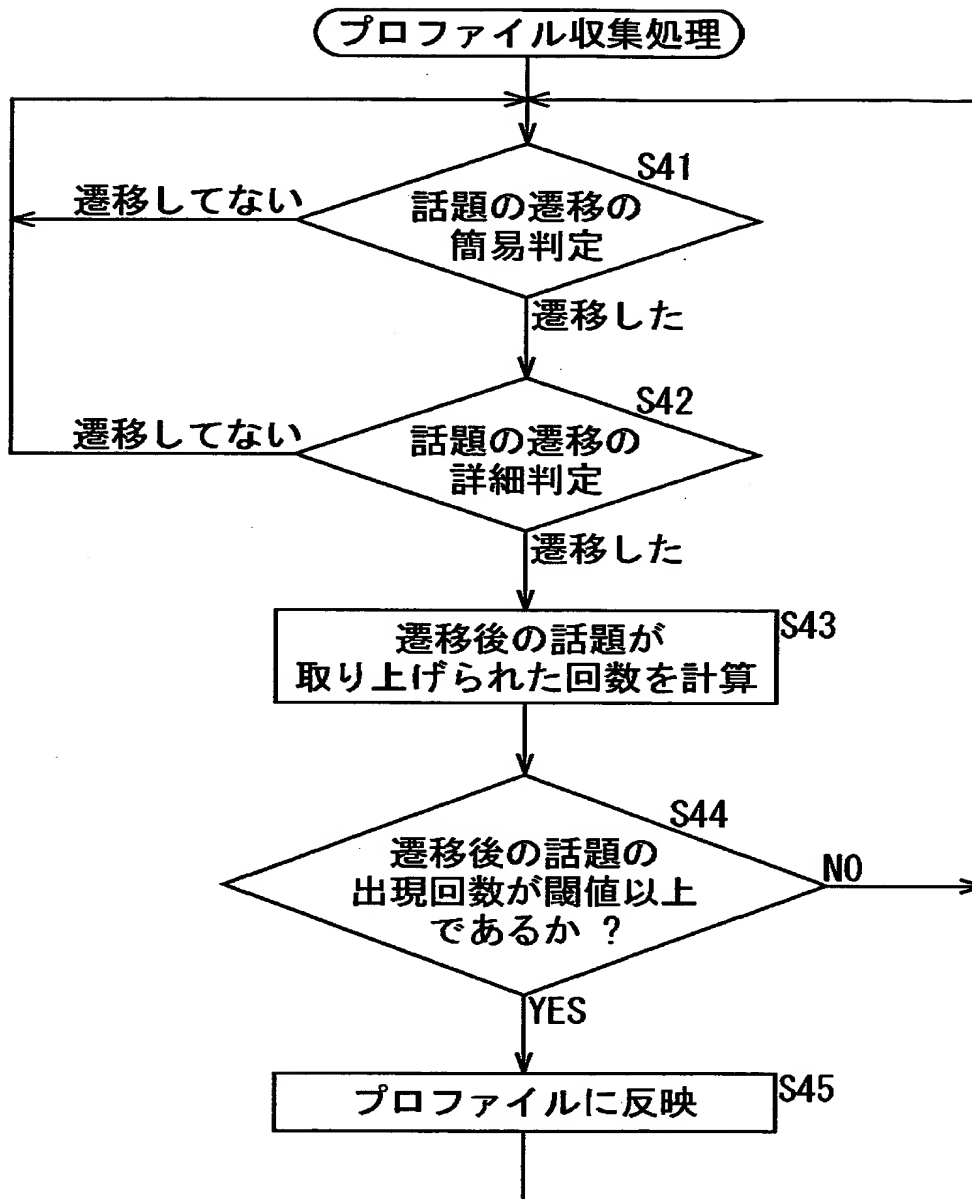 プロファイル収集処理
S41
遷移してない
話題の遷移の
簡易判定
遷移した
S42
遷移してない
話題の遷移の
詳細判定
遷移した
S43
遷移後の話題が
取り上げられた回数を計算
S44
遷移後の話題の
出現回数が閾値以上
であるか ?
NO
YES
S45
プロファイルに反映